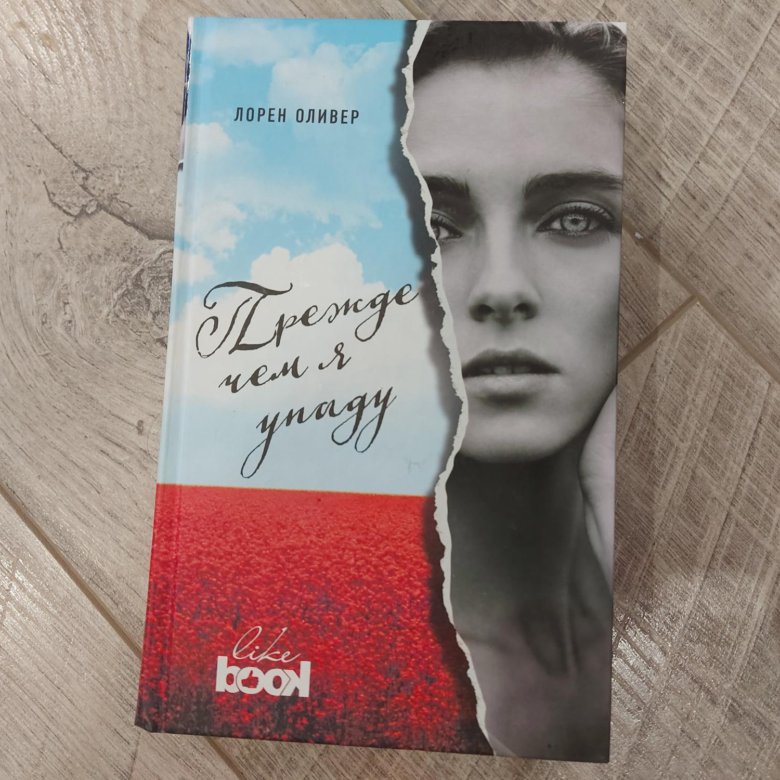 ЛОРЕН ОЛИВЕР
Прежде
чем я
упаду
like
book